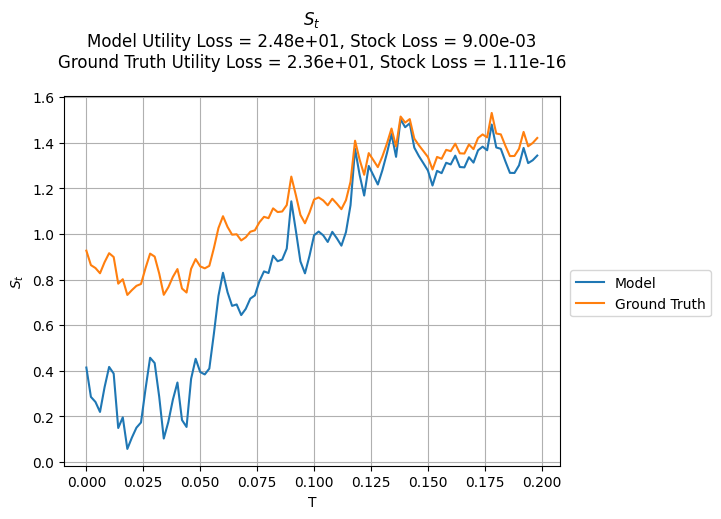 S_t
Model Utility Loss = 2.48e+01, Stock Loss = 9.00e-03
Ground Truth Utility Loss = 2.36e+01, Stock Loss = 1.11e-16
1.6
1.4
1.2
1.0
0.8
0.6
0.4
0.2
0.0
S_t
0.000 0.025 0.050 0.075 0.100 0.125 0.150 0.175 0.200
T
Model
Ground Truth